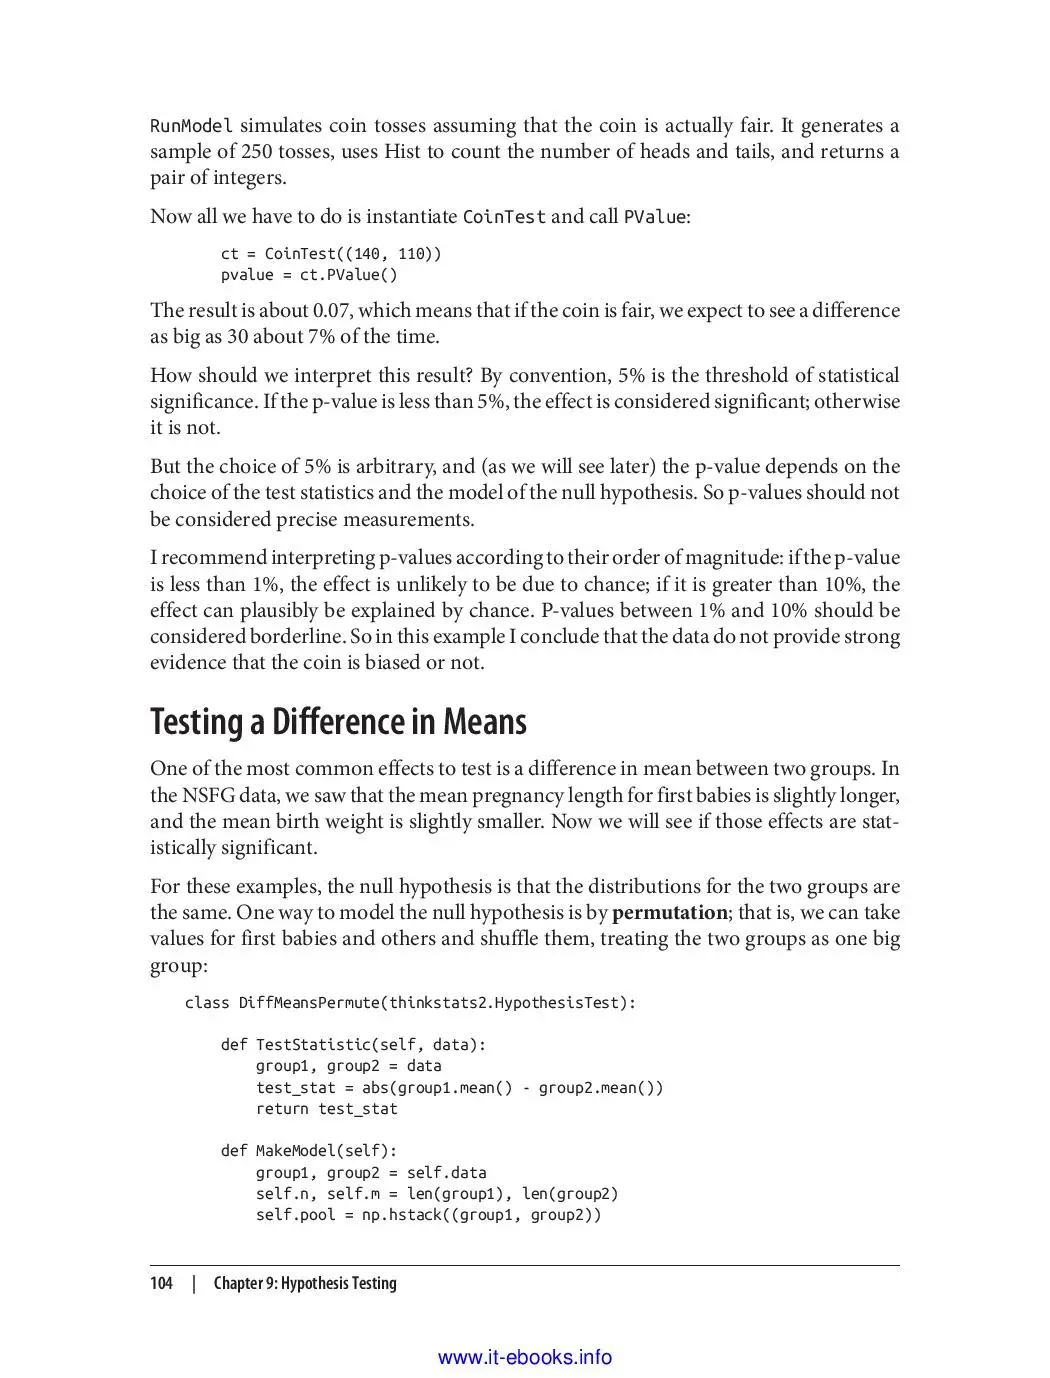 RunModel simulates coin tosses assuming that the coin is actually fair. It generates a
sample of 250 tosses, uses Hist to count the number of heads and tails, and returns a
pair of integers.
Now all we have to do is instantiate CoinTest and call PValue:
ct = CoinTest((140, 110))
pvalue = ct.PValue()
The result is about 0.07, which means that if the coin is fair, we expect to see a difference
as big as 30 about 7% of the time.
How should we interpret this result? By convention, 5% is the threshold of statistical
significance. If the p-value is less than 5%, the effect is considered significant; otherwise
it is not.
But the choice of 5% is arbitrary, and (as we will see later) the p-value depends on the
choice of the test statistics and the model of the null hypothesis. So p-values should not
be considered precise measurements.
I recommend interpreting p-values according to their order of magnitude: if the p-value
is less than 1%, the effect is unlikely to be due to chance; if it is greater than 10%, the
effect can plausibly be explained by chance. P-values between 1% and 10% should be
considered borderline. So in this example I conclude that the data do not provide strong
evidence that the coin is biased or not.
Testing a Difference in Means
One of the most common effects to test is a difference in mean between two groups. In
the NSFG data, we saw that the mean pregnancy length for first babies is slightly longer,
and the mean birth weight is slightly smaller. Now we will see if those effects are stat-
istically significant.
For these examples, the null hypothesis is that the distributions for the two groups are
the same. One way to model the null hypothesis is by permutation; that is, we can take
values for first babies and others and shuffle them, treating the two groups as one big
group:
class DiffMeansPermute(thinkstats2.HypothesisTest):
def TestStatistic(self, data):
group1, group2 = data
test_stat = abs(group1.mean() - group2.mean())
return test_stat
def MakeModel(self):
group1, group2 = self.data
self.n, self.m = len(group1), len(group2)
self.pool = np.hstack((group1, group2))
104 | Chapter 9: Hypothesis Testing
www.it-ebooks.info